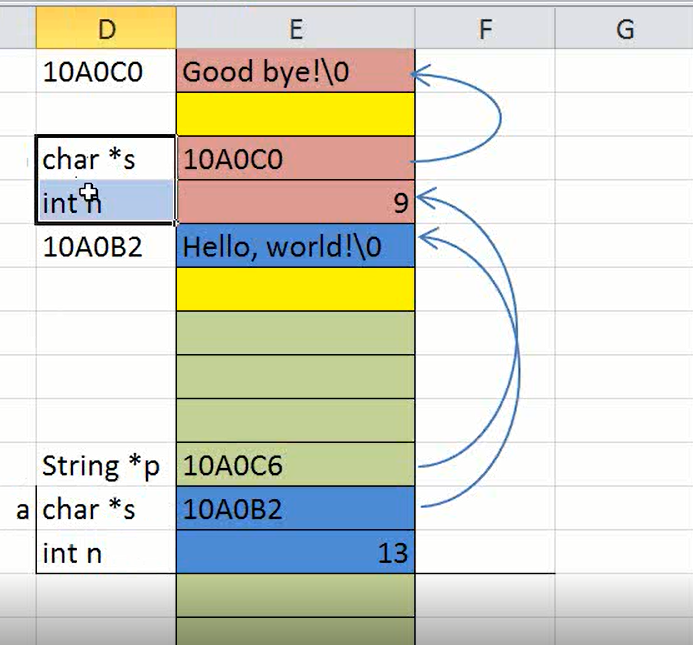 D E F G
10A0C0 Good bye!\0
char *s 10A0C0
int n 9
10A0B2 Hello, world!\0
String *p 10A0C6
a char *s 10A0B2
int n 13